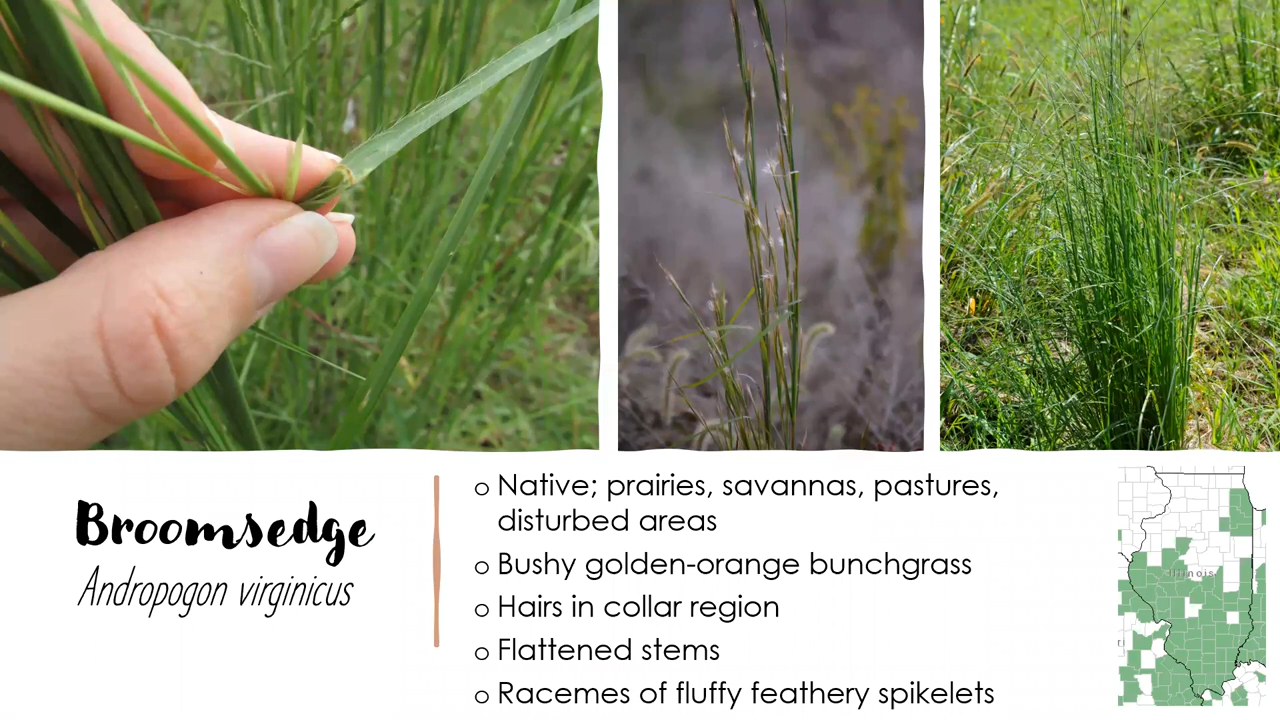 Broomsedge
Andropogon virginicus
o Native; prairies, savannas, pastures,
disturbed areas
o Bushy golden-orange bunchgrass
o Hairs in collar region
o Flattened stems
o Racemes of fluffy feathery spikelets
Illinois